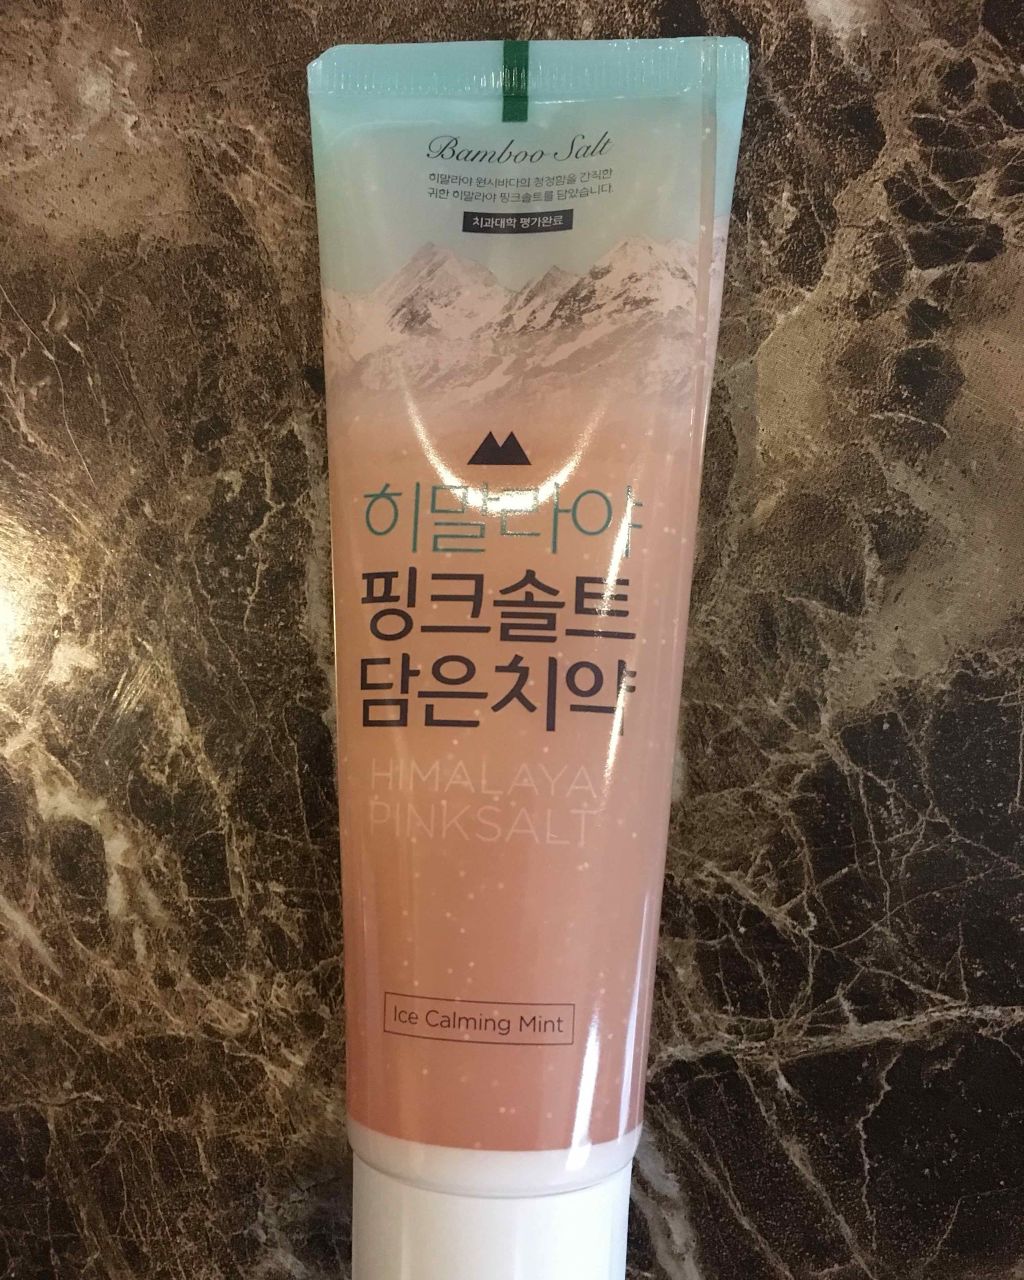 Bamboo Salt
히말라야 원시바다의 청정함을 간직한
귀한 히말라야 핑크솔트를 담았습니다.
치과대학 평가완료
히말라야
핑크솔트
담은치약
HIMALAYA
PINKSALT
Ice Calming Mint